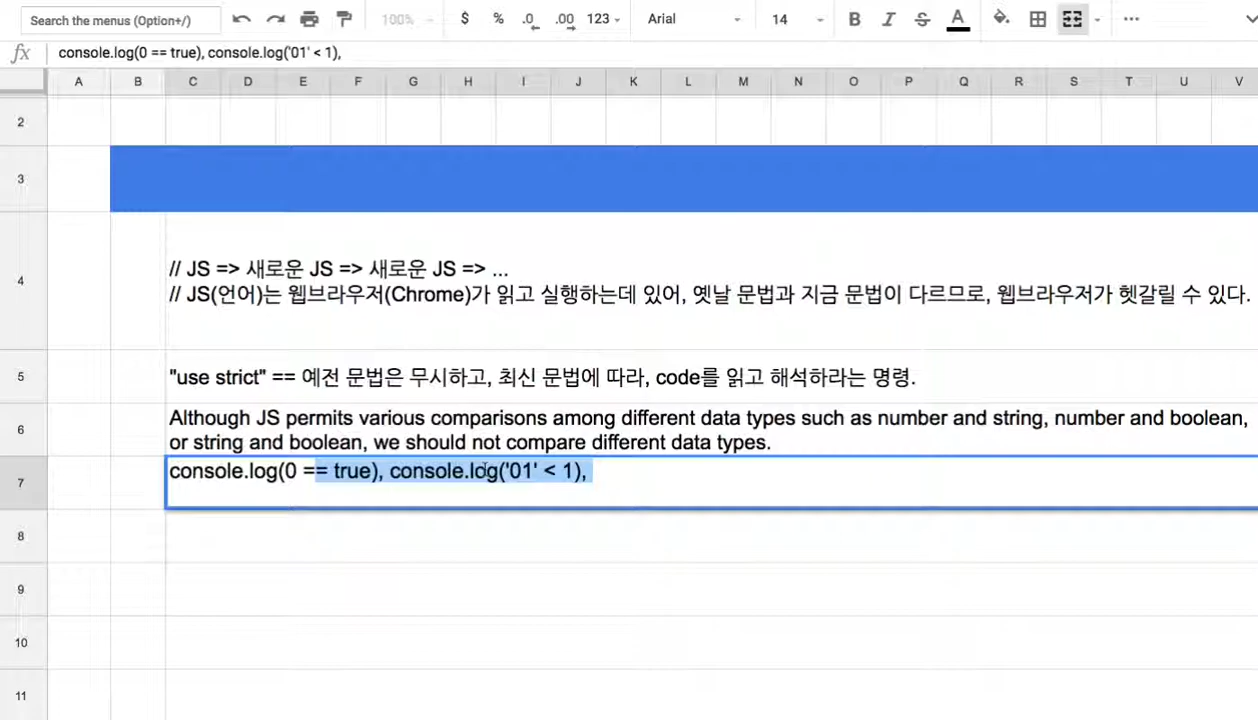 Search the menus (Option+/) 100% $ % .0 .00 123 Arial 14 B I S A
fx console.log(0 == true), console.log('01' < 1),
A B C D E F G H I J K L M N O P Q R S T U V
2
3
4
// JS => 새로운 JS => 새로운 JS => ...
// JS(언어)는 웹브라우저(Chrome)가 읽고 실행하는데 있어, 옛날 문법과 지금 문법이 다르므로, 웹브라우저가 헷갈릴 수 있다.
5 "use strict" == 예전 문법은 무시하고, 최신 문법에 따라, code를 읽고 해석하라는 명령.
6 Although JS permits various comparisons among different data types such as number and string, number and boolean,
or string and boolean, we should not compare different data types.
7 console.log(0 == true), console.log('01' < 1),
8
9
10
11